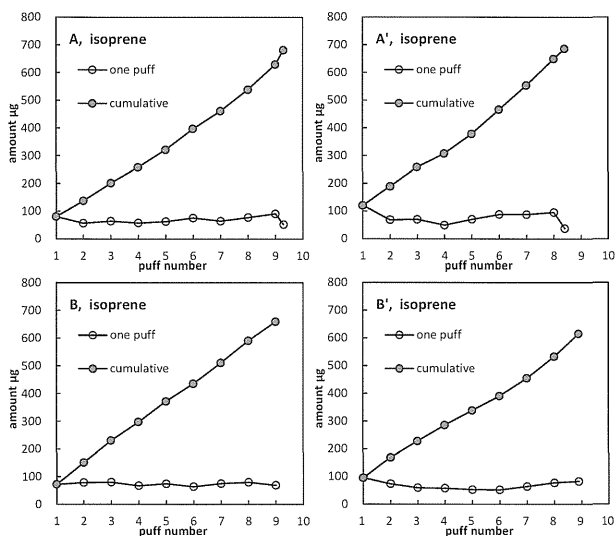 A, isoprene
one puff
cumulative
amount µg
800
700
600
500
400
300
200
100
0
1 2 3 4 5 6 7 8 9 10
puff number
A', isoprene
one puff
cumulative
amount µg
800
700
600
500
400
300
200
100
0
1 2 3 4 5 6 7 8 9 10
puff number
B, isoprene
one puff
cumulative
amount µg
800
700
600
500
400
300
200
100
0
1 2 3 4 5 6 7 8 9 10
puff number
B', isoprene
one puff
cumulative
amount µg
800
700
600
500
400
300
200
100
0
1 2 3 4 5 6 7 8 9 10
puff number